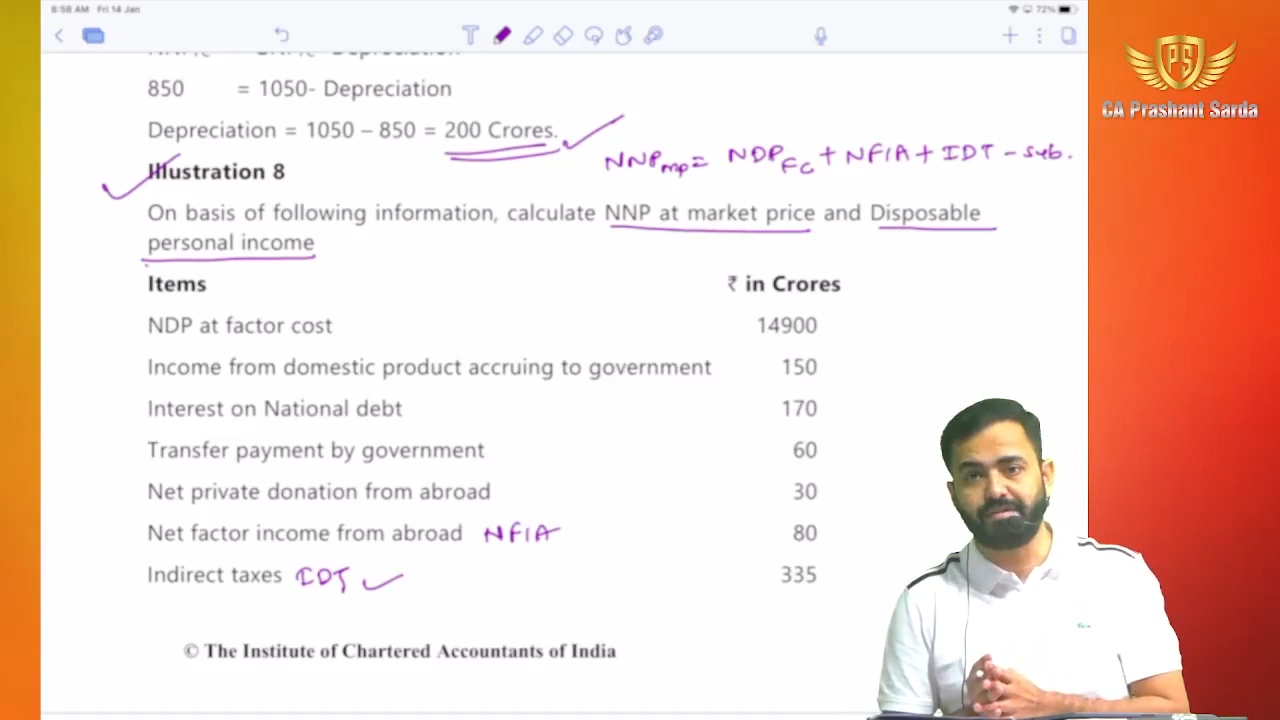 8:58 AM Fri 14 Jan
72%
850 = 1050- Depreciation
Depreciation = 1050 – 850 = 200 Crores.
NNPmp = NDPFC + NFIA + IDT - sub.
Illustration 8
On basis of following information, calculate NNP at market price and Disposable
personal income
Items ₹ in Crores
NDP at factor cost 14900
Income from domestic product accruing to government 150
Interest on National debt 170
Transfer payment by government 60
Net private donation from abroad 30
Net factor income from abroad NFIA 80
Indirect taxes IDT 335
© The Institute of Chartered Accountants of India
PS
CA Prashant Sarda